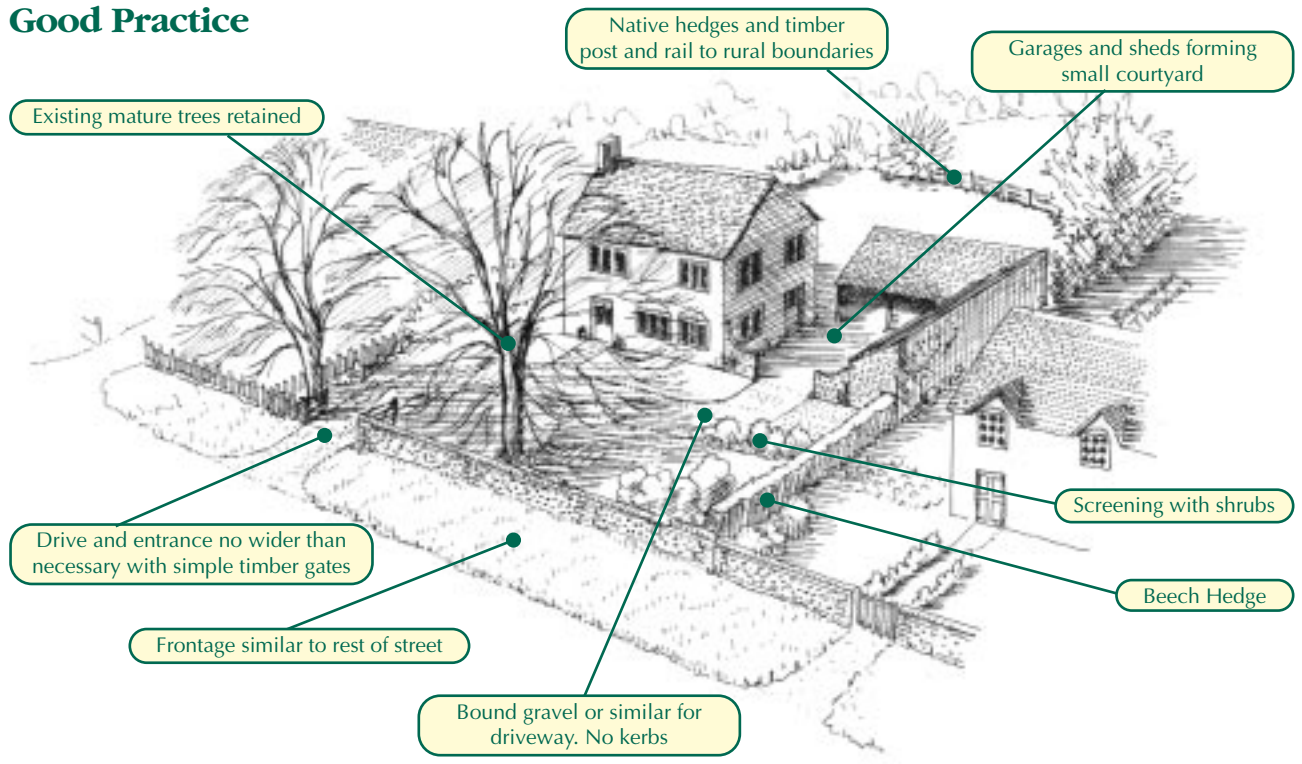 Good Practice
Native hedges and timber
post and rail to rural boundaries
Garages and sheds forming
small courtyard
Existing mature trees retained
Screening with shrubs
Drive and entrance no wider than
necessary with simple timber gates
Beech Hedge
Frontage similar to rest of street
Bound gravel or similar for
driveway. No kerbs